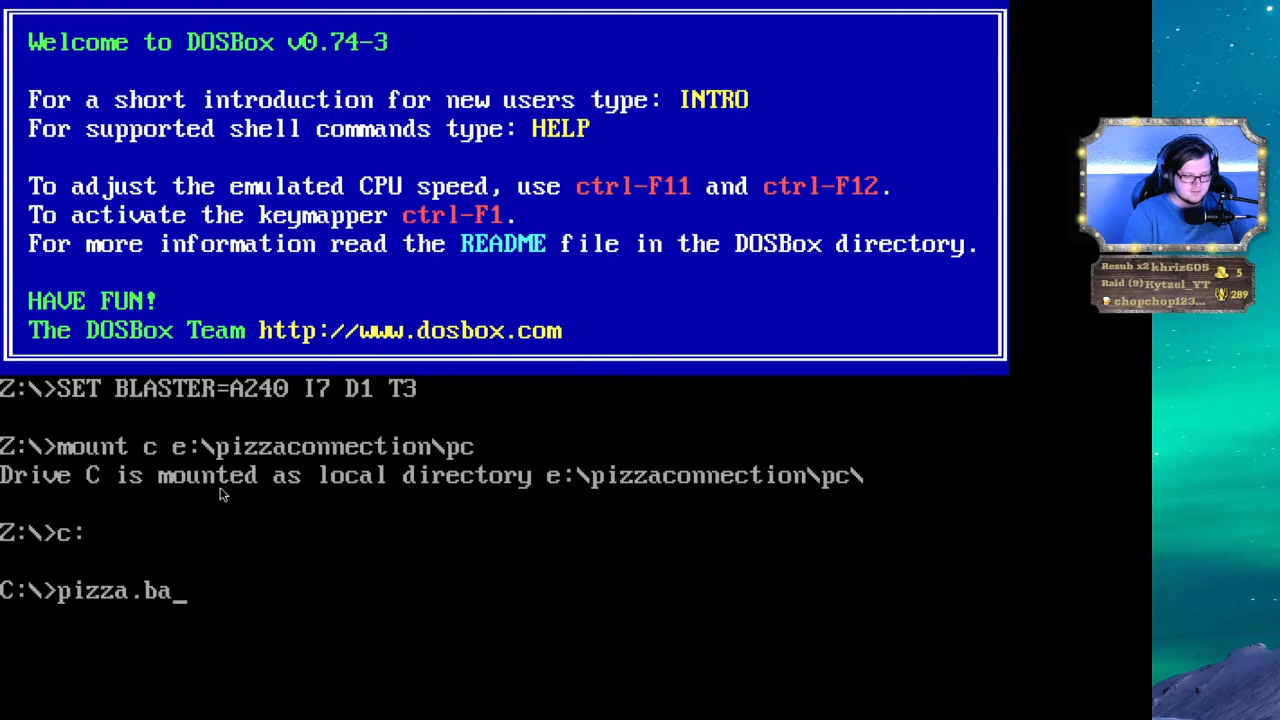 Welcome to DOSBox v0.74-3
For a short introduction for new users type: INTRO
For supported shell commands type: HELP
To adjust the emulated CPU speed, use ctrl-F11 and ctrl-F12.
To activate the keymapper ctrl-F1.
For more information read the README file in the DOSBox directory.
HAVE FUN!
The DOSBox Team http://www.dosbox.com
Z:\>SET BLASTER=A240 I7 D1 T3
Z:\>mount c e:\pizzaconnection\pc
Drive C is mounted as local directory e:\pizzaconnection\pc\
Z:\>c:
C:\>pizza.ba_
Resub x2 khriz605 5
Raid (9) Kytzel_YT
289
chopchop123...